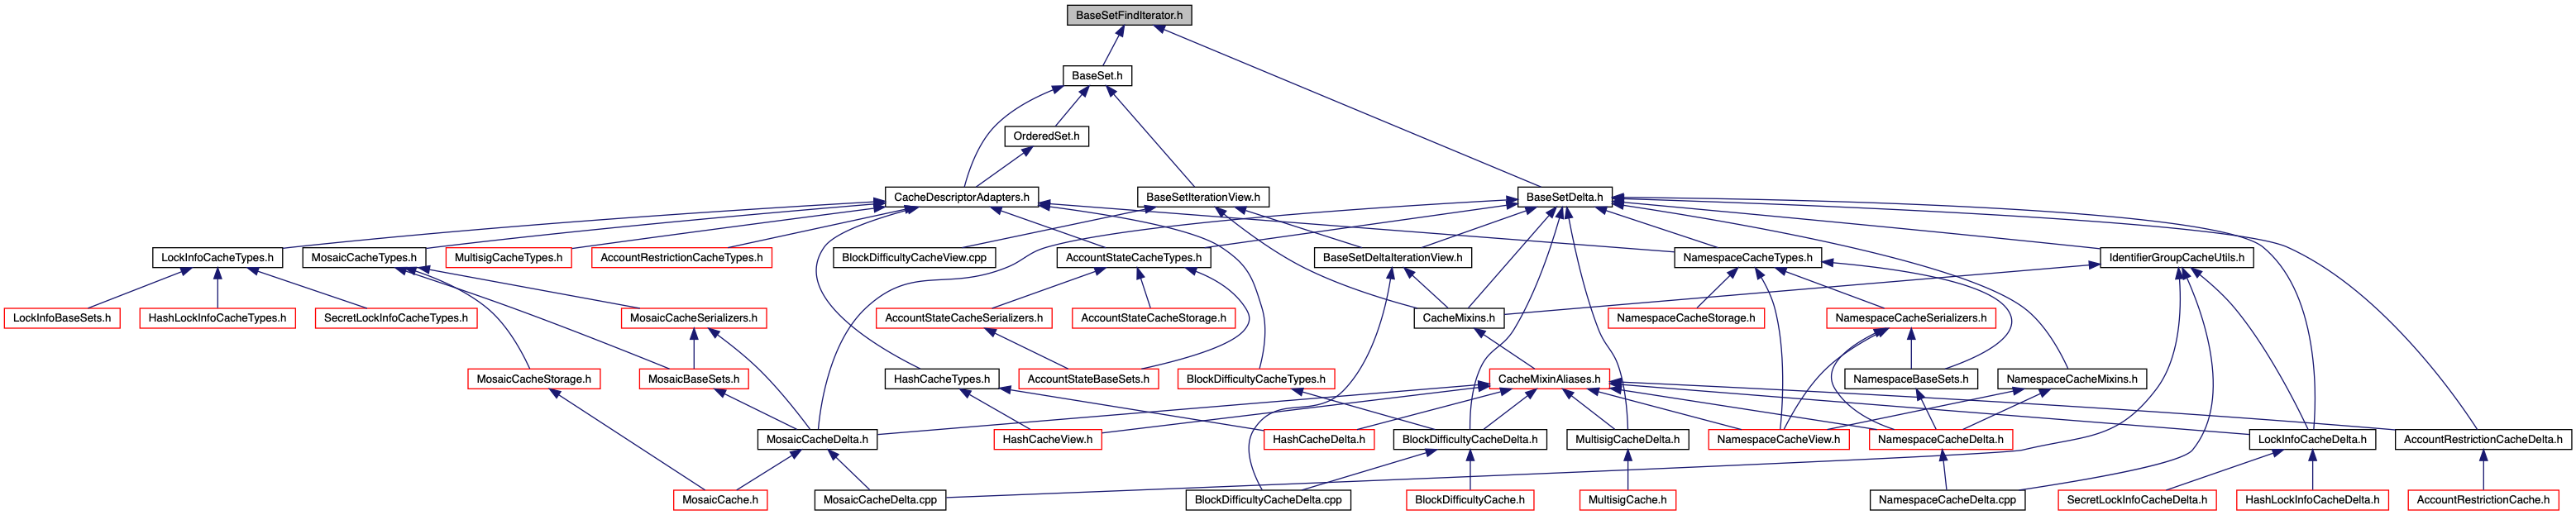 BaseSetFindIterator.h
BaseSet.h
OrderedSet.h
CacheDescriptorAdapters.h
BaseSetIterationView.h
BaseSetDelta.h
LockInfoCacheTypes.h
MosaicCacheTypes.h
MultisigCacheTypes.h
AccountRestrictionCacheTypes.h
BlockDifficultyCacheView.cpp
AccountStateCacheTypes.h
BaseSetDeltaIterationView.h
NamespaceCacheTypes.h
IdentifierGroupCacheUtils.h
LockInfoBaseSets.h
HashLockInfoCacheTypes.h
SecretLockInfoCacheTypes.h
MosaicCacheSerializers.h
AccountStateCacheSerializers.h
AccountStateCacheStorage.h
CacheMixins.h
NamespaceCacheStorage.h
NamespaceCacheSerializers.h
MosaicCacheStorage.h
MosaicBaseSets.h
HashCacheTypes.h
AccountStateBaseSets.h
BlockDifficultyCacheTypes.h
CacheMixinAliases.h
NamespaceBaseSets.h
NamespaceCacheMixins.h
MosaicCacheDelta.h
HashCacheView.h
HashCacheDelta.h
BlockDifficultyCacheDelta.h
MultisigCacheDelta.h
NamespaceCacheView.h
NamespaceCacheDelta.h
LockInfoCacheDelta.h
AccountRestrictionCacheDelta.h
MosaicCache.h
MosaicCacheDelta.cpp
BlockDifficultyCacheDelta.cpp
BlockDifficultyCache.h
MultisigCache.h
NamespaceCacheDelta.cpp
SecretLockInfoCacheDelta.h
HashLockInfoCacheDelta.h
AccountRestrictionCache.h